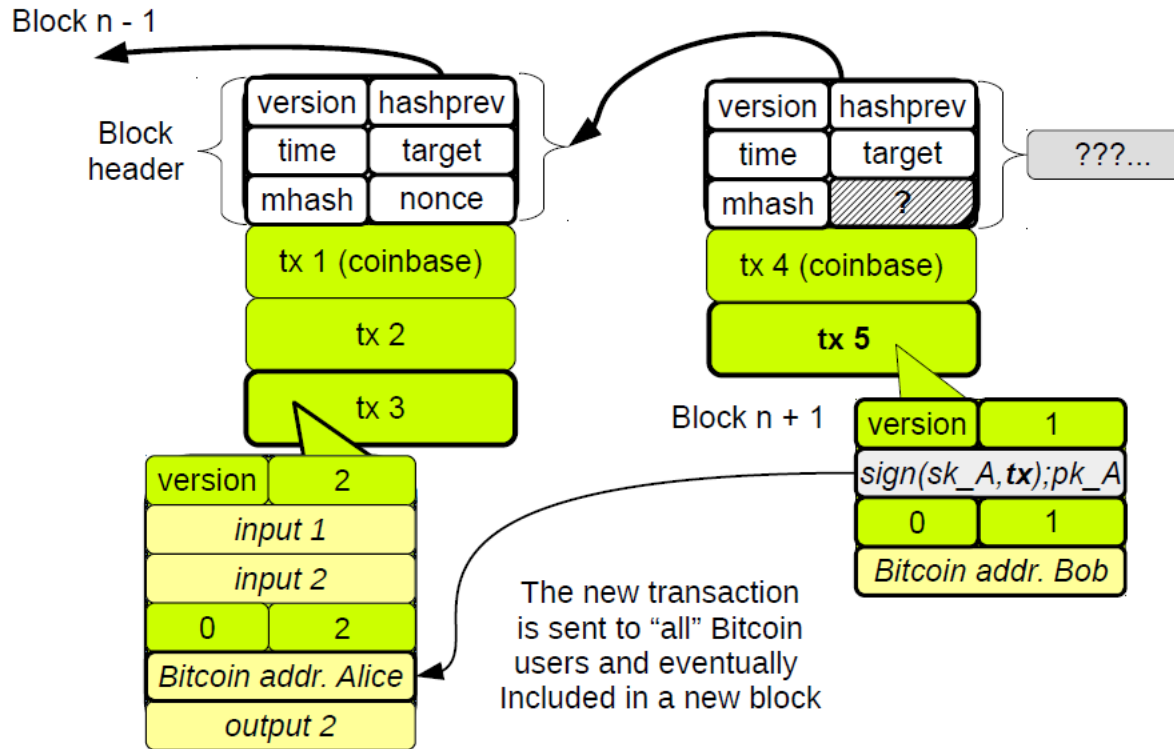 Block n - 1
Block
header
version hashprev
time target
mhash nonce
tx 1 (coinbase)
tx 2
tx 3
version 2
input 1
input 2
0 2
Bitcoin addr. Alice
output 2
version hashprev
time target
mhash ?
???...
tx 4 (coinbase)
tx 5
Block n + 1
version 1
sign(sk_A,tx);pk_A
0 1
Bitcoin addr. Bob
The new transaction
is sent to “all” Bitcoin
users and eventually
Included in a new block